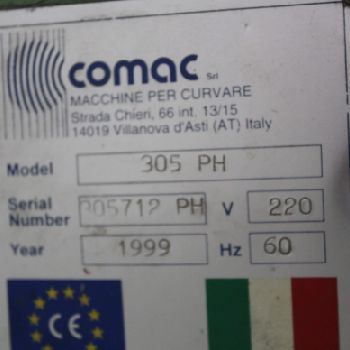 comac Srl
MACCHINE PER CURVARE
Strada Chieri, 66 int. 13/15
14019 Villanova d'Asti (AT) Italy
Model 305 PH
Serial Number 305712 PH V 220
Year 1999 Hz 60
CE